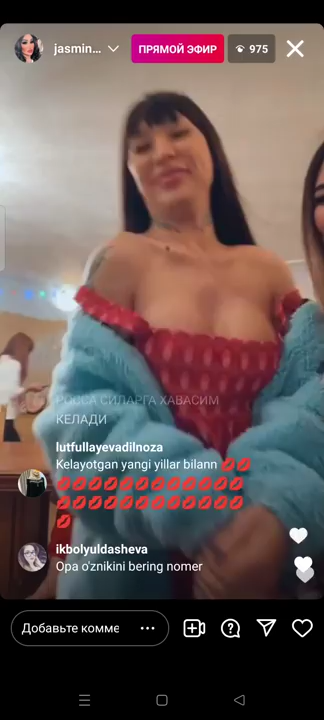 jasmin...
ПРЯМОЙ ЭФИР
975
РОССА СИЛАРГА ХАВАСИМ
КЕЛАДИ
lutfullayevadilnoza
Kelayotgan yangi yillar bilann 💋💋
💋💋💋💋💋💋💋💋💋💋💋💋
💋💋💋💋💋💋💋💋💋💋💋💋
💋
ikbolyuldasheva
Opa o'znikini bering nomer
Добавьте комме